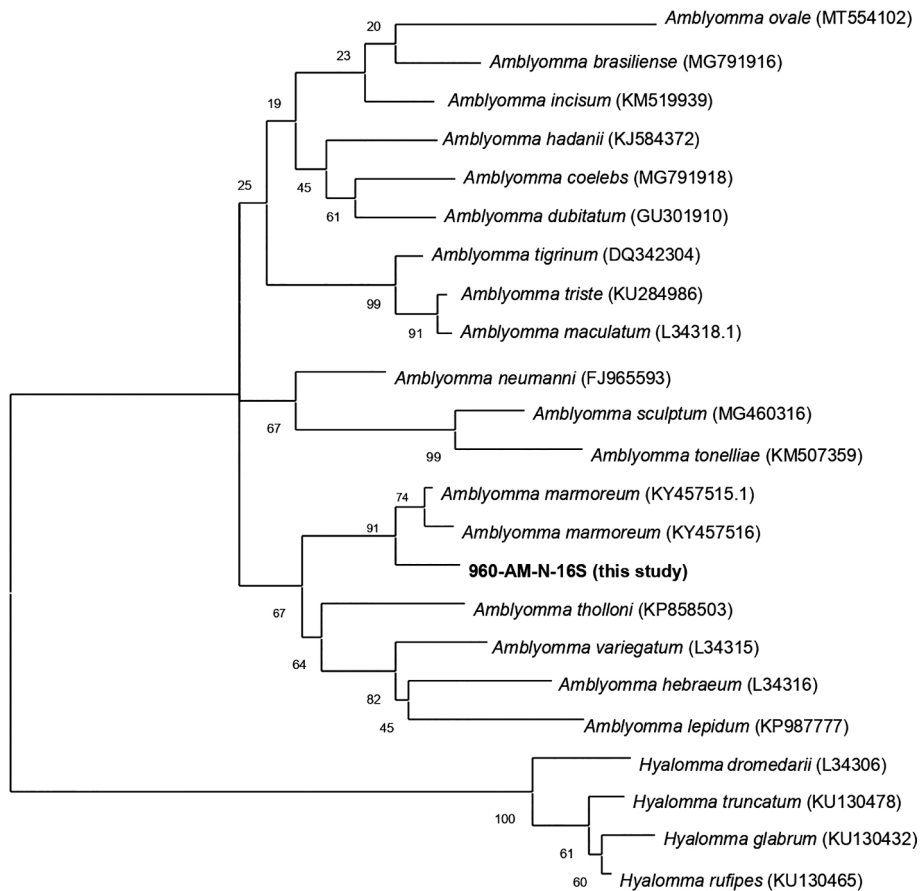 Amblyomma ovale (MT554102)
20
Amblyomma brasiliense (MG791916)
23
Amblyomma incisum (KM519939)
19
Amblyomma hadanii (KJ584372)
Amblyomma coelebs (MG791918)
45
25
61
Amblyomma dubitatum (GU301910)
Amblyomma tigrinum (DQ342304)
Amblyomma triste (KU284986)
99
91
Amblyomma maculatum (L34318.1)
Amblyomma neumanni (FJ965593)
Amblyomma sculptum (MG460316)
67
99
Amblyomma tonelliae (KM507359)
Amblyomma marmoreum (KY457515.1)
74
Amblyomma marmoreum (KY457516)
91
960-AM-N-16S (this study)
Amblyomma tholloni (KP858503)
67
Amblyomma variegatum (L34315)
64
Amblyomma hebraeum (L34316)
82
Amblyomma lepidum (KP987777)
45
Hyalomma dromedarii (L34306)
Hyalomma truncatum (KU130478)
100
Hyalomma glabrum (KU130432)
61
Hyalomma rufipes (KU130465)
60